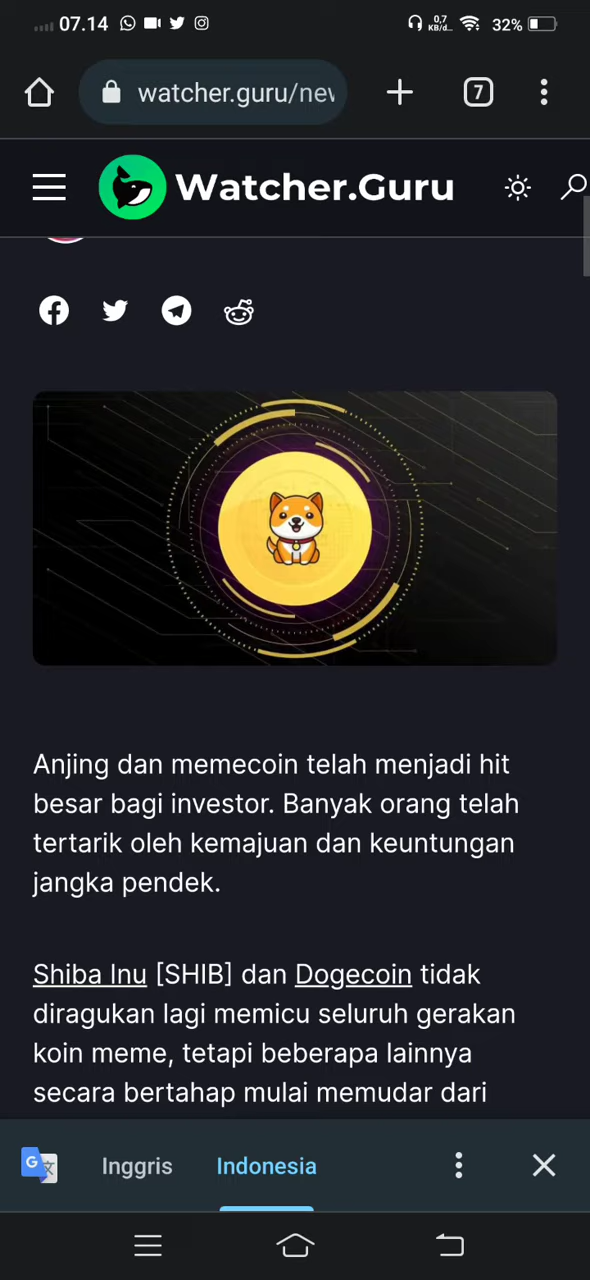 07.14 0,7 KB/d... 32%
watcher.guru/nev 7
Watcher.Guru
Anjing dan memecoin telah menjadi hit
besar bagi investor. Banyak orang telah
tertarik oleh kemajuan dan keuntungan
jangka pendek.
Shiba Inu [SHIB] dan Dogecoin tidak
diragukan lagi memicu seluruh gerakan
koin meme, tetapi beberapa lainnya
secara bertahap mulai memudar dari
G 文 Inggris Indonesia